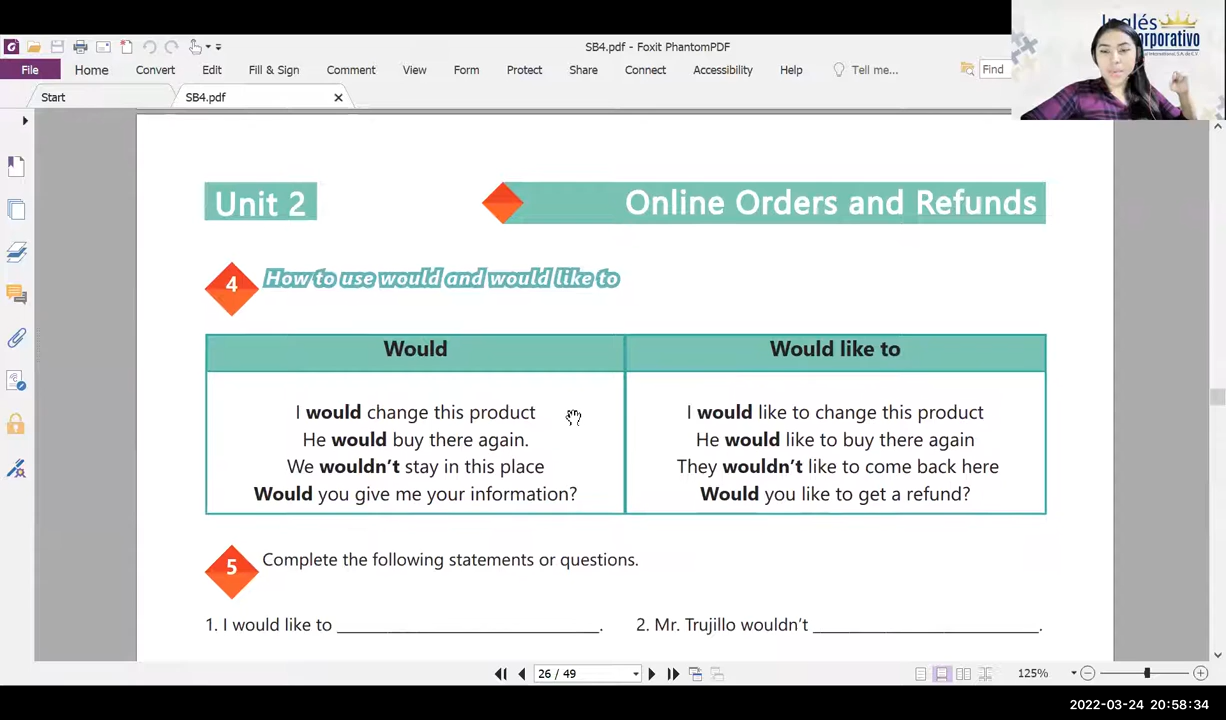 SB4.pdf - Foxit PhantomPDF
File Home Convert Edit Fill & Sign Comment View Form Protect Share Connect Accessibility Help Tell me... Find
Start SB4.pdf
Inglés
Unit 2
Online Orders and Refunds
4 How to use would and would like to
Would
I would change this product
He would buy there again.
We wouldn't stay in this place
Would you give me your information?
Would like to
I would like to change this product
He would like to buy there again
They wouldn't like to come back here
Would you like to get a refund?
5 Complete the following statements or questions.
1. I would like to ____________________________.
2. Mr. Trujillo wouldn't ________________________.
26 / 49
125%
2022-03-24 20:58:34